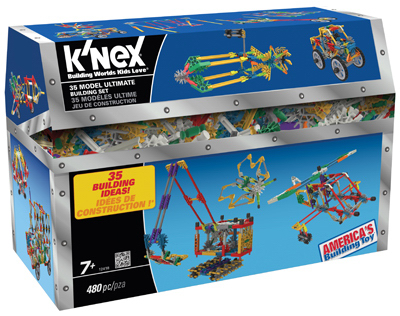 K'NEX
Building Worlds Kids Love®
35 MODEL ULTIMATE
BUILDING SET
35 MODÈLES ULTIME
JEU DE CONSTRUCTION
35
BUILDING
IDEAS!
IDÉES DE
CONSTRUCTION !*
7+
480 pc/pza
AMERICA'S
Building Toy